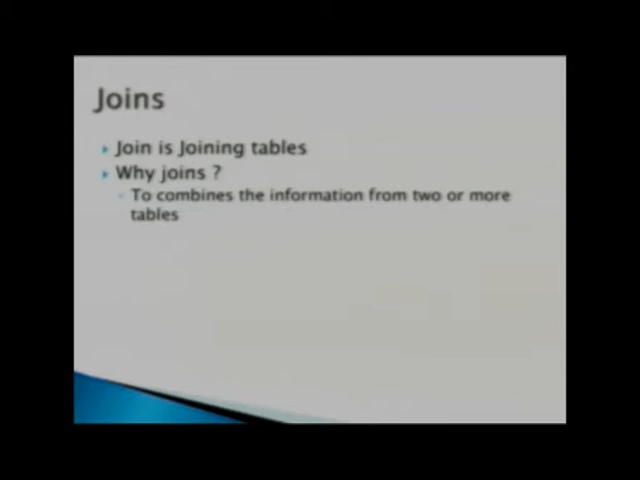 Joins
Join is Joining tables
Why joins ?
To combines the information from two or more
tables